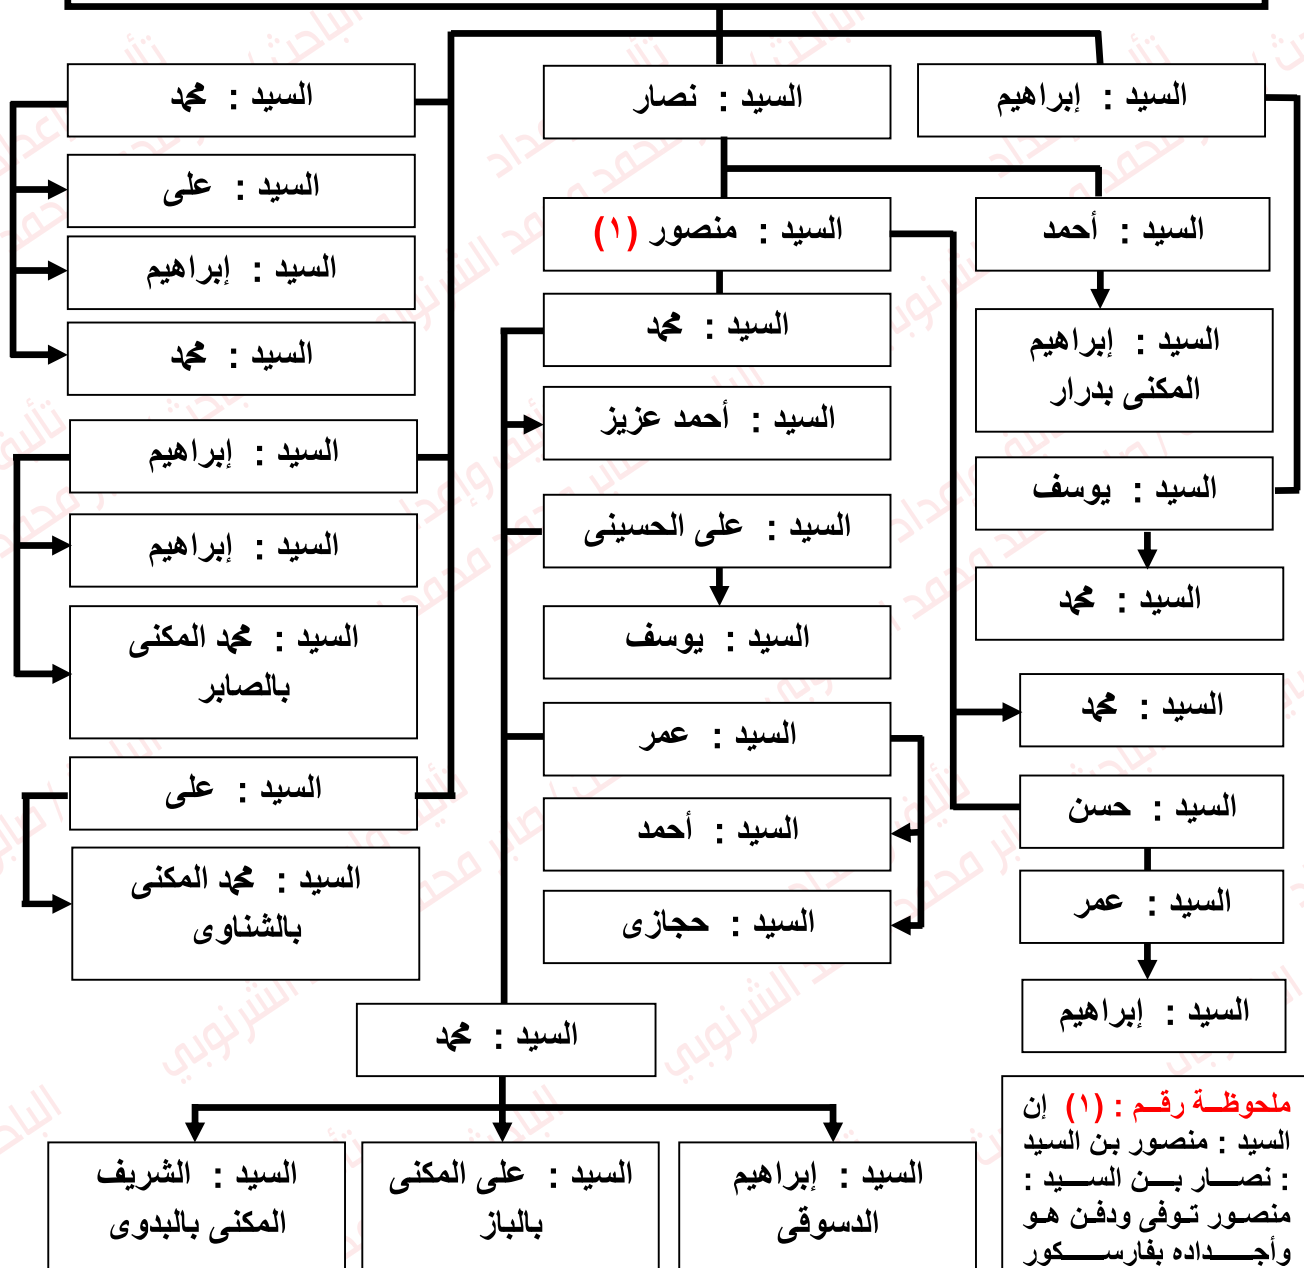 السيد : إبراهيم
السيد : نصار
السيد : محمد
السيد : على
السيد : أحمد
السيد : منصور (١)
السيد : إبراهيم
السيد : إبراهيم
المكنى بدرار
السيد : محمد
السيد : محمد
السيد : أحمد عزيز
السيد : إبراهيم
السيد : يوسف
السيد : على الحسينى
السيد : إبراهيم
السيد : محمد
السيد : يوسف
السيد : محمد المكنى
بالصابر
السيد : محمد
السيد : عمر
السيد : على
السيد : حسن
السيد : أحمد
السيد : محمد المكنى
بالشناوى
السيد : عمر
السيد : حجازى
السيد : إبراهيم
السيد : محمد
ملحوظة رقم : (١) إن
السيد : منصور بن السيد
: نصار بن السيد :
منصور توفى ودفن هو
وأجداده بفارسكور
السيد : إبراهيم
الدسوقى
السيد : على المكنى
بالباز
السيد : الشريف
المكنى بالبدوى